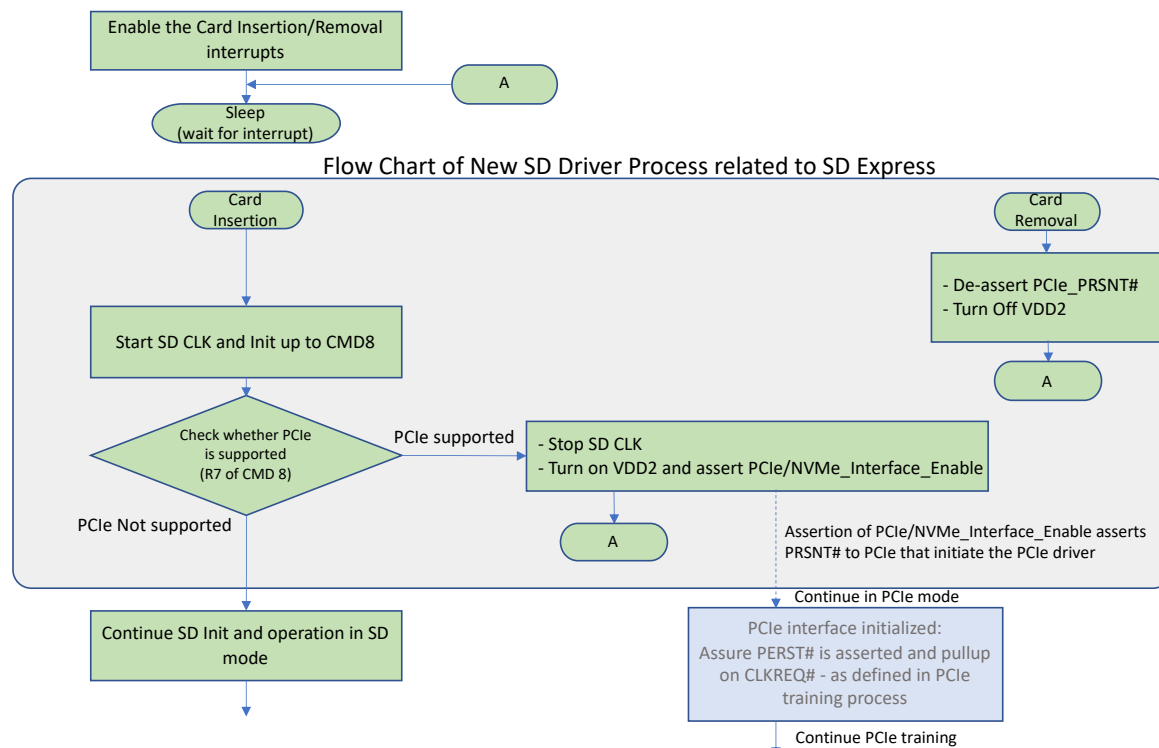 Enable the Card Insertion/Removal
interrupts
A
Sleep
(wait for interrupt)
Flow Chart of New SD Driver Process related to SD Express
Card
Insertion
Card
Removal
- De-assert PCIe_PRSNT#
- Turn Off VDD2
Start SD CLK and Init up to CMD8
A
Check whether PCIe
is supported
(R7 of CMD 8)
PCIe supported
- Stop SD CLK
- Turn on VDD2 and assert PCIe/NVMe_Interface_Enable
PCIe Not supported
A
Assertion of PCIe/NVMe_Interface_Enable asserts
PRSNT# to PCIe that initiate the PCIe driver
Continue in PCIe mode
Continue SD Init and operation in SD
mode
PCIe interface initialized:
Assure PERST# is asserted and pullup
on CLKREQ# - as defined in PCIe
training process
Continue PCIe training